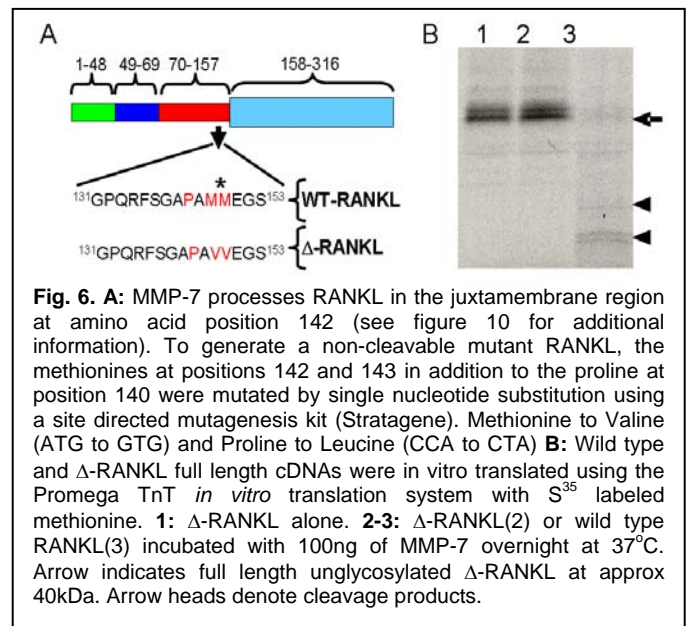 A
B
1 2 3
1-48 49-69 70-157 158-316
*
131GPQRFSGAPAMMEGS153 WT-RANKL
131GPQRFSGAPAVVEGS153 Δ-RANKL
Fig. 6. A: MMP-7 processes RANKL in the juxtamembrane region
at amino acid position 142 (see figure 10 for additional
information). To generate a non-cleavable mutant RANKL, the
methionines at positions 142 and 143 in addition to the proline at
position 140 were mutated by single nucleotide substitution using
a site directed mutagenesis kit (Stratagene). Methionine to Valine
(ATG to GTG) and Proline to Leucine (CCA to CTA) B: Wild type
and Δ-RANKL full length cDNAs were in vitro translated using the
Promega TnT in vitro translation system with S35 labeled
methionine. 1: Δ-RANKL alone. 2-3: Δ-RANKL(2) or wild type
RANKL(3) incubated with 100ng of MMP-7 overnight at 37oC.
Arrow indicates full length unglycosylated Δ-RANKL at approx
40kDa. Arrow heads denote cleavage products.